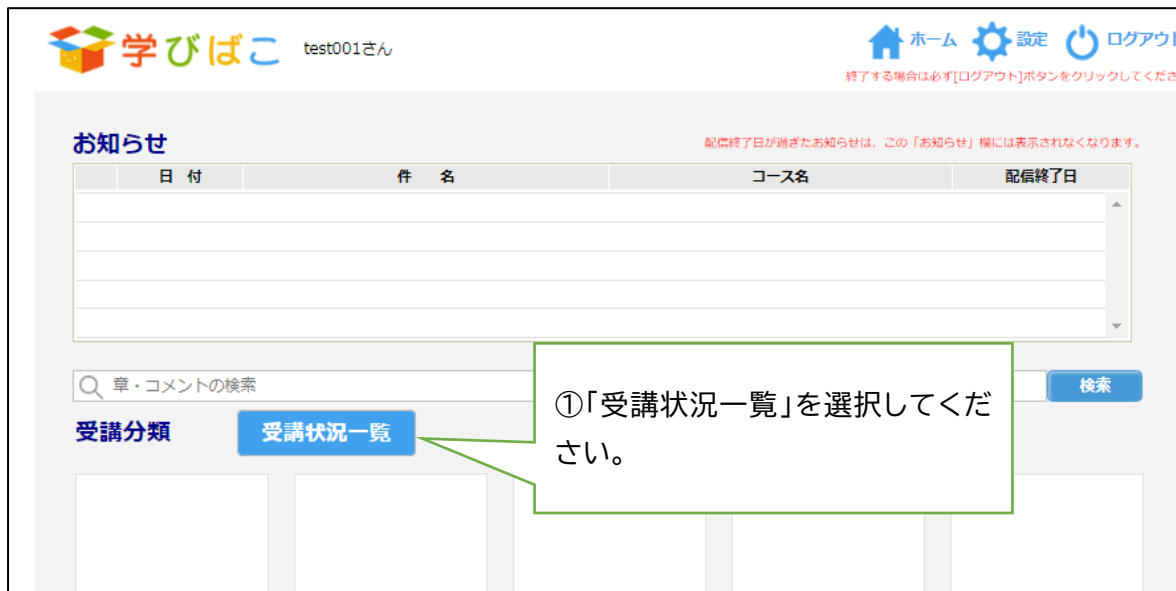 学びばこ test001さん ホーム 設定 ログアウト
終了する場合は必ず[ログアウト]ボタンをクリックしてくださ
お知らせ 配信終了日が過ぎたお知らせは、この「お知らせ」欄には表示されなくなります。
日 付 件 名 コース名 配信終了日
章・コメントの検索 検索
受講分類 受講状況一覧
①「受講状況一覧」を選択してくだ
さい。